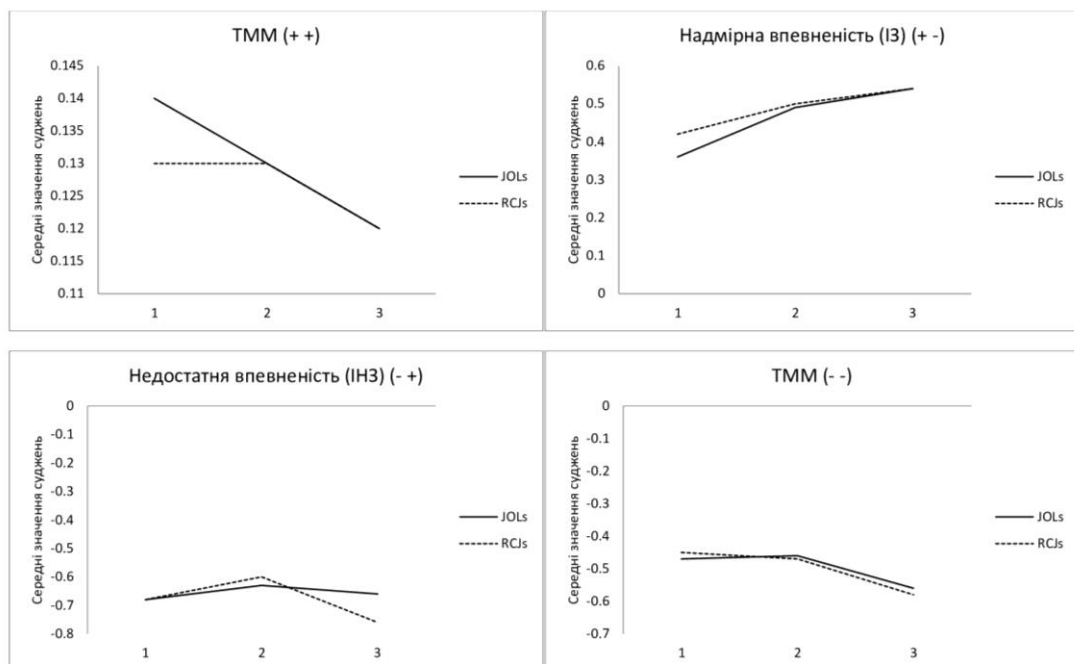 ТММ (+ +)
Середні значення суджень
0.145
0.14
0.135
0.13
0.125
0.12
0.115
0.11
1 2 3
JOLs
RCJs
Надмірна впевненість (ІЗ) (+ -)
Середні значення суджень
0.6
0.5
0.4
0.3
0.2
0.1
0
1 2 3
JOLs
RCJs
Недостатня впевненість (ІНЗ) (- +)
Середні значення суджень
0
-0.1
-0.2
-0.3
-0.4
-0.5
-0.6
-0.7
-0.8
1 2 3
JOLs
RCJs
ТММ (- -)
Середні значення суджень
0
-0.1
-0.2
-0.3
-0.4
-0.5
-0.6
-0.7
1 2 3
JOLs
RCJs